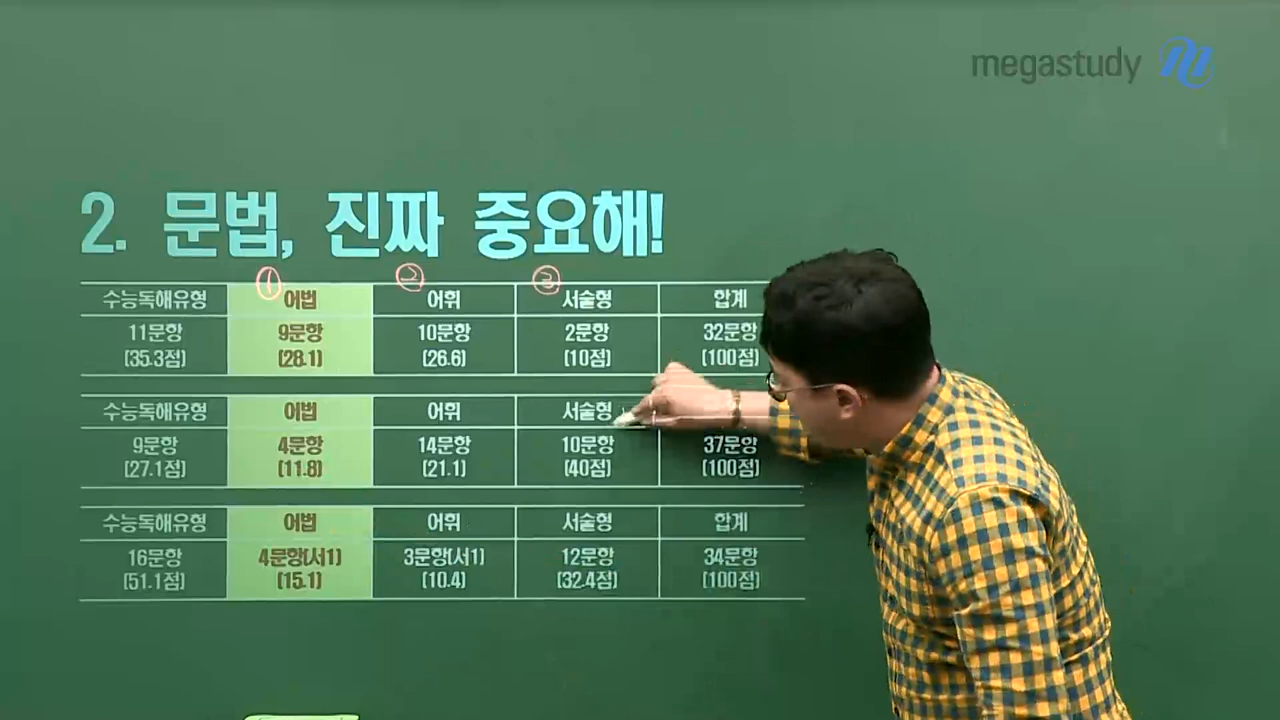 megastudy
2. 문법, 진짜 중요해!
① ② ③
수능독해유형 어법 어휘 서술형 합계
11문항 9문항 10문항 2문항 32문항
(35.3점) (28.1) (26.6) (10점) (100점)
수능독해유형 어법 어휘 서술형
9문항 4문항 14문항 10문항 37문항
(27.1점) (11.8) (21.1) (40점) (100점)
수능독해유형 어법 어휘 서술형 합계
16문항 4문항(서1) 3문항(서1) 12문항 34문항
(51.1점) (15.1) (10.4) (32.4점) (100점)